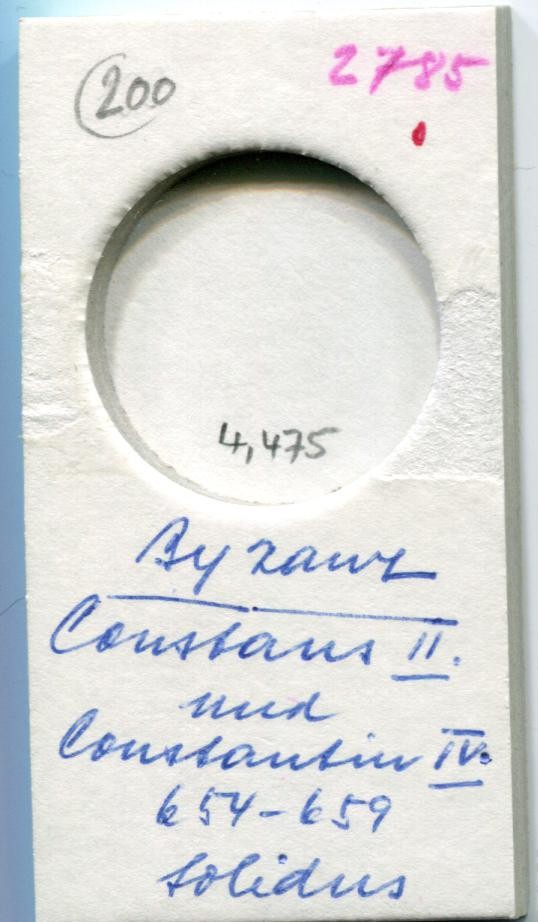 200
2785
4,475
Byzanz
Constans II.
und
Constantin IV.
654-659
Solidus